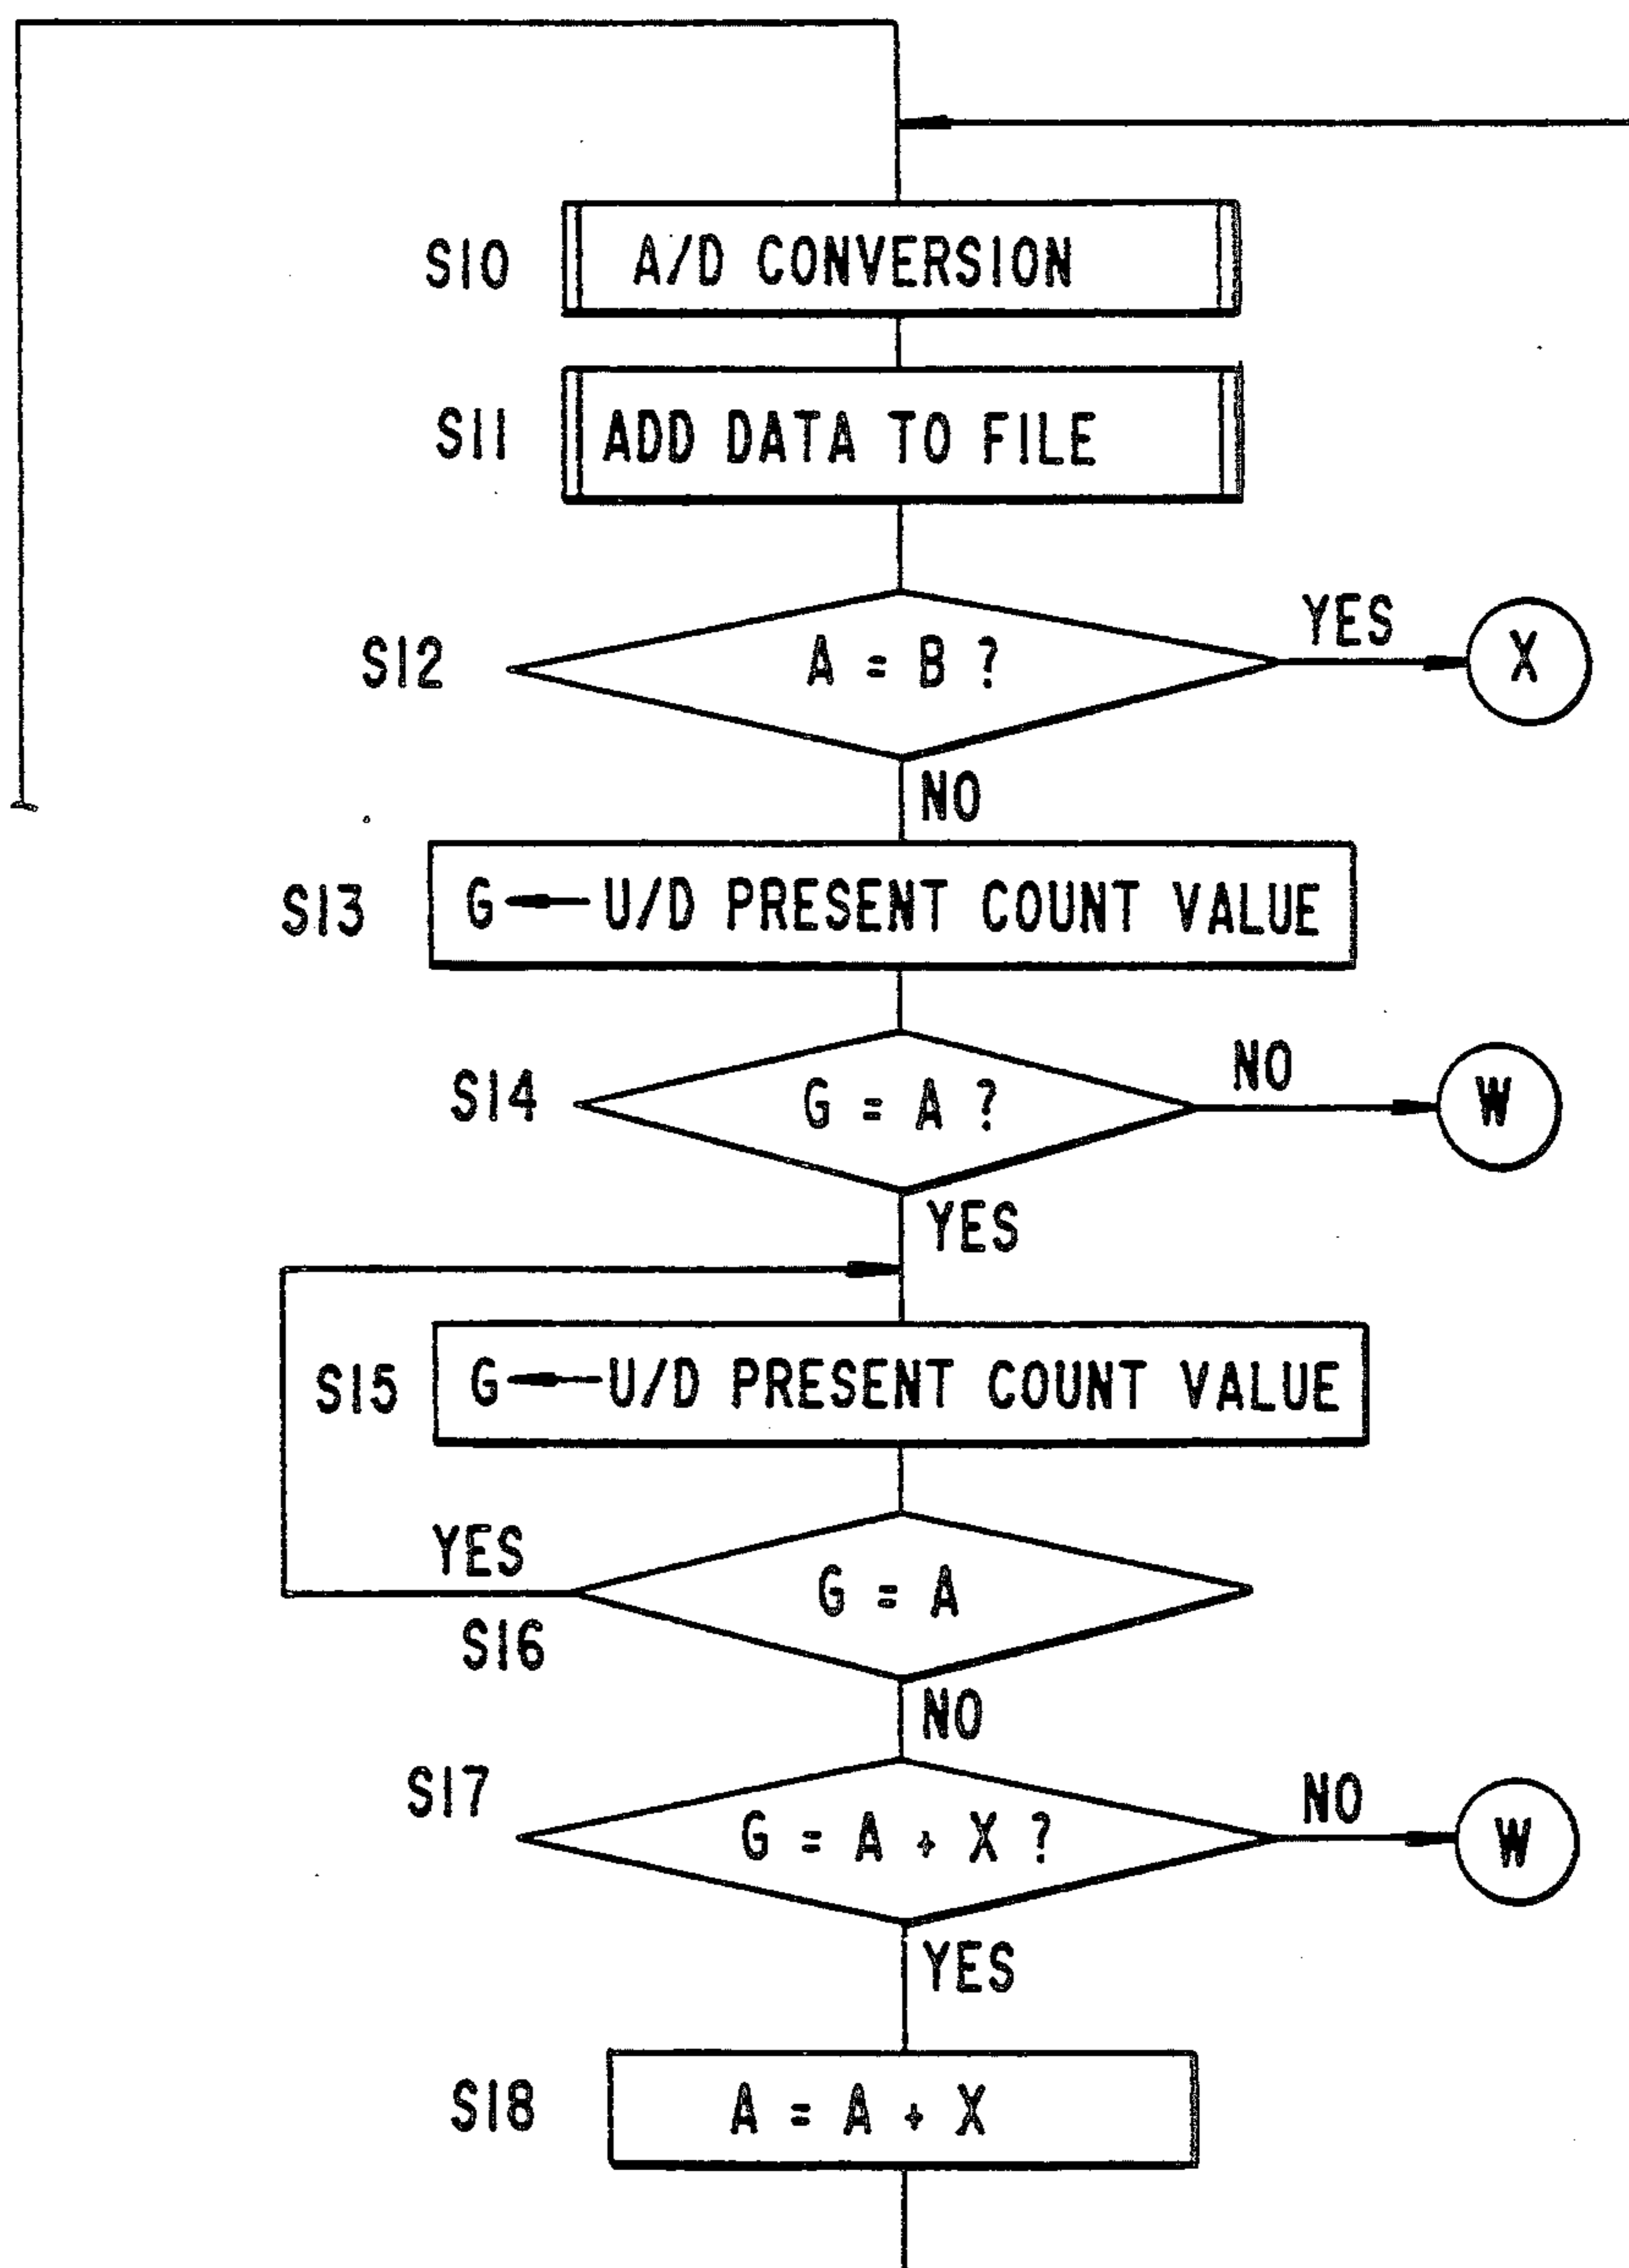 S10 A/D CONVERSION
S11 ADD DATA TO FILE
S12 A = B ? YES X
NO
S13 G ← U/D PRESENT COUNT VALUE
S14 G = A ? NO W
YES
S15 G ← U/D PRESENT COUNT VALUE
YES G = A
S16
NO
S17 G = A + X ? NO W
YES
S18 A = A + X